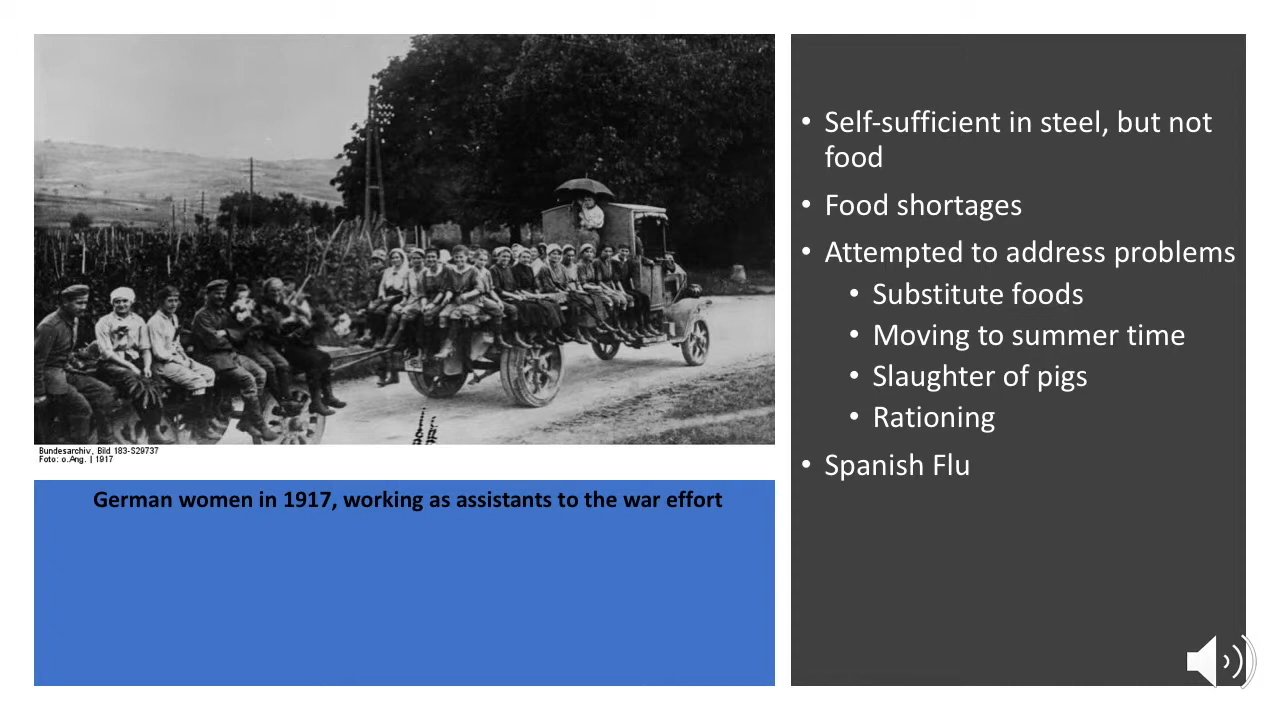 Bundesarchiv, Bild 183-S29737
Foto: o.Ang. | 1917
German women in 1917, working as assistants to the war effort
• Self-sufficient in steel, but not
food
• Food shortages
• Attempted to address problems
• Substitute foods
• Moving to summer time
• Slaughter of pigs
• Rationing
• Spanish Flu